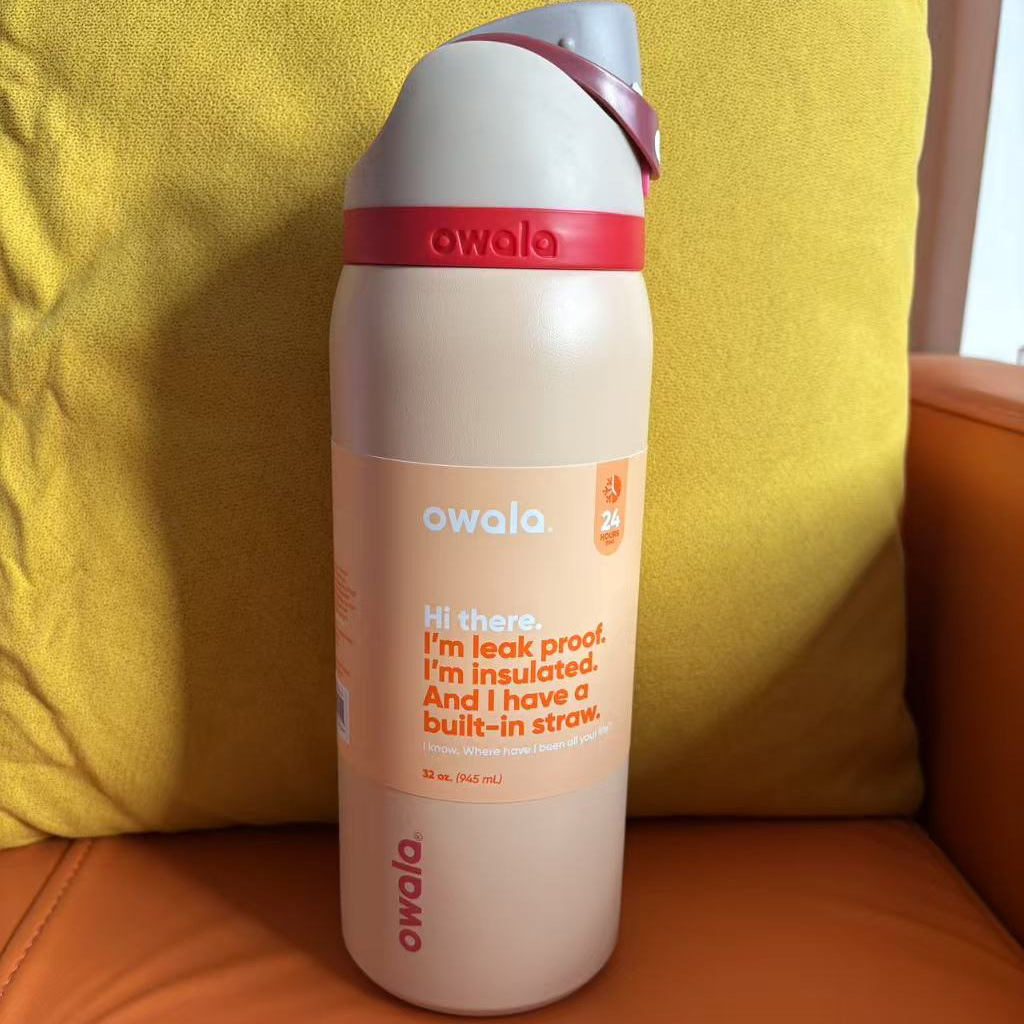 owala
owala.
24
HOURS
Hi there.
I'm leak proof.
I'm insulated.
And I have a
built-in straw.
I know. Where have I been all your life?
32 oz. (945 mL)
owala®